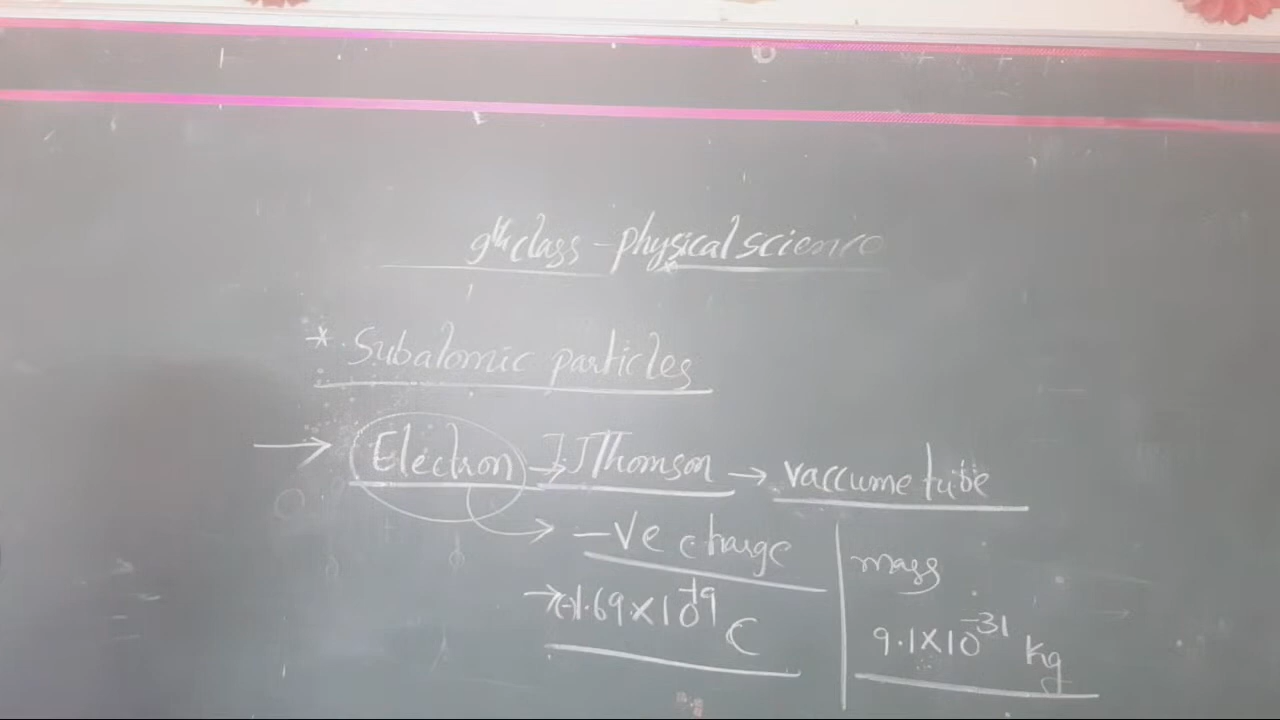 9th class - physical science
* Subatomic particles
→ Electron → J.J Thomson → vaccume tube
→ -ve charge
→ -1.69×10^-19 C
mass
9.1×10^-31 kg